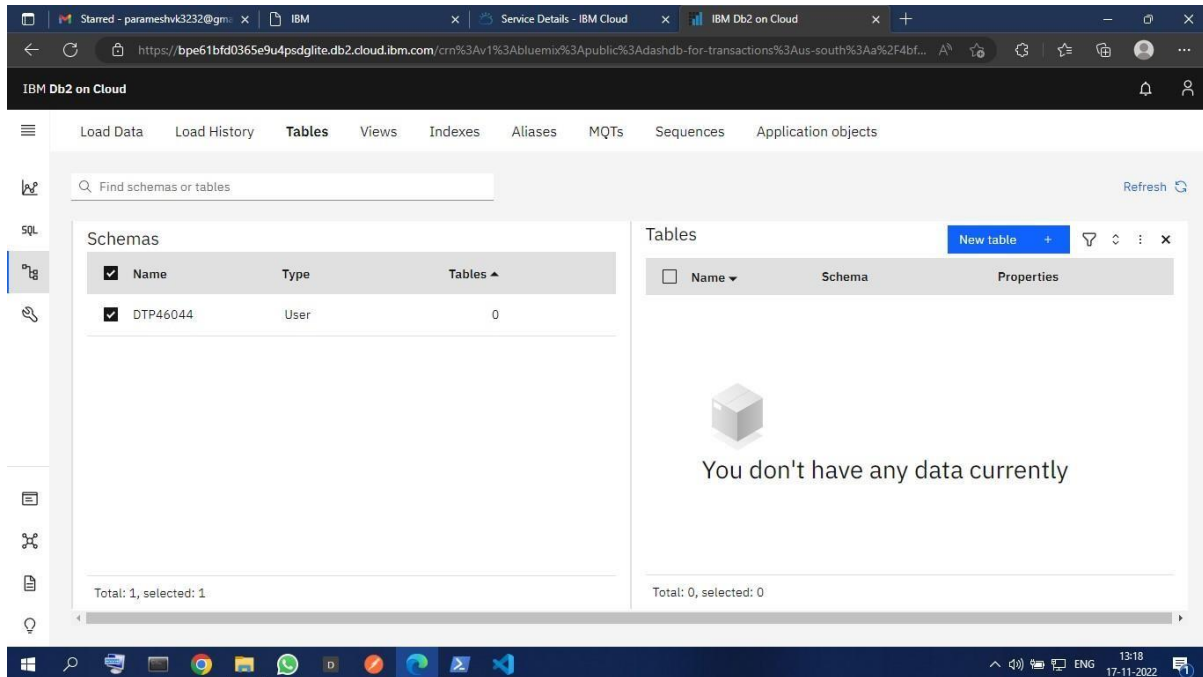 Starred - parameshvk3232@gma
IBM
Service Details - IBM Cloud
IBM Db2 on Cloud
https://bpe61bfd0365e9u4psdglite.db2.cloud.ibm.com/crn%3Av1%3Abluemix%3Apublic%3Adashdb-for-transactions%3Aus-south%3Aa%2F4bf...
IBM Db2 on Cloud
Load Data Load History Tables Views Indexes Aliases MQTs Sequences Application objects
Find schemas or tables
Refresh
SQL
Schemas
Name Type Tables
DTP46044 User 0
Total: 1, selected: 1
Tables
New table +
Name Schema Properties
You don't have any data currently
Total: 0, selected: 0
D
ENG
13:18
17-11-2022
1